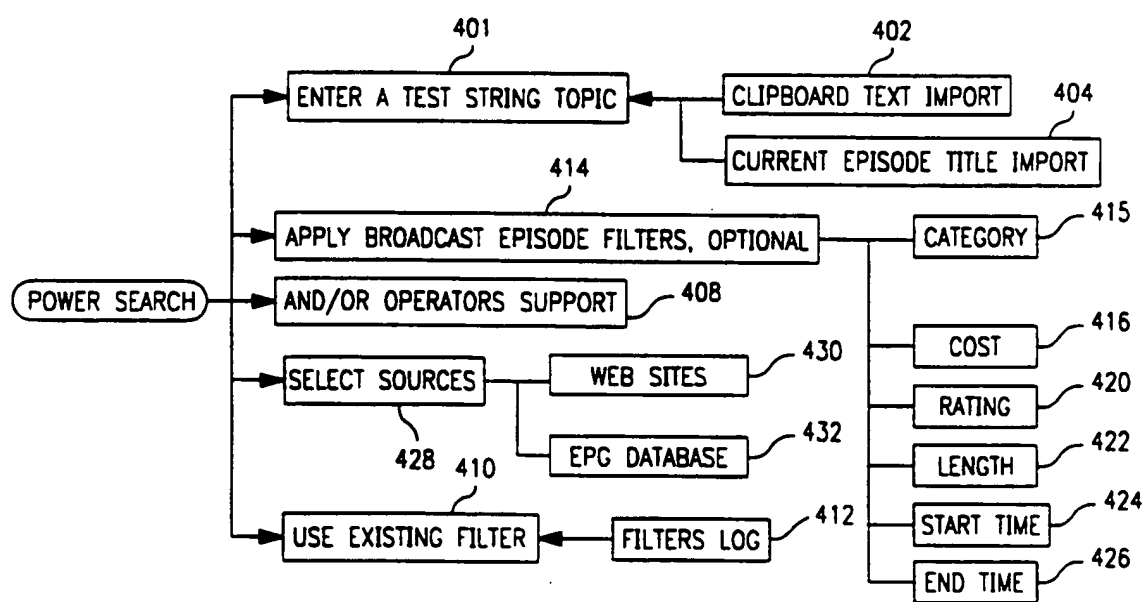 401
ENTER A TEST STRING TOPIC
402
CLIPBOARD TEXT IMPORT
404
CURRENT EPISODE TITLE IMPORT
414
APPLY BROADCAST EPISODE FILTERS, OPTIONAL
415
CATEGORY
POWER SEARCH
AND/OR OPERATORS SUPPORT
408
416
COST
SELECT SOURCES
428
WEB SITES
430
EPG DATABASE
432
RATING
420
LENGTH
422
410
USE EXISTING FILTER
FILTERS LOG
412
START TIME
424
END TIME
426